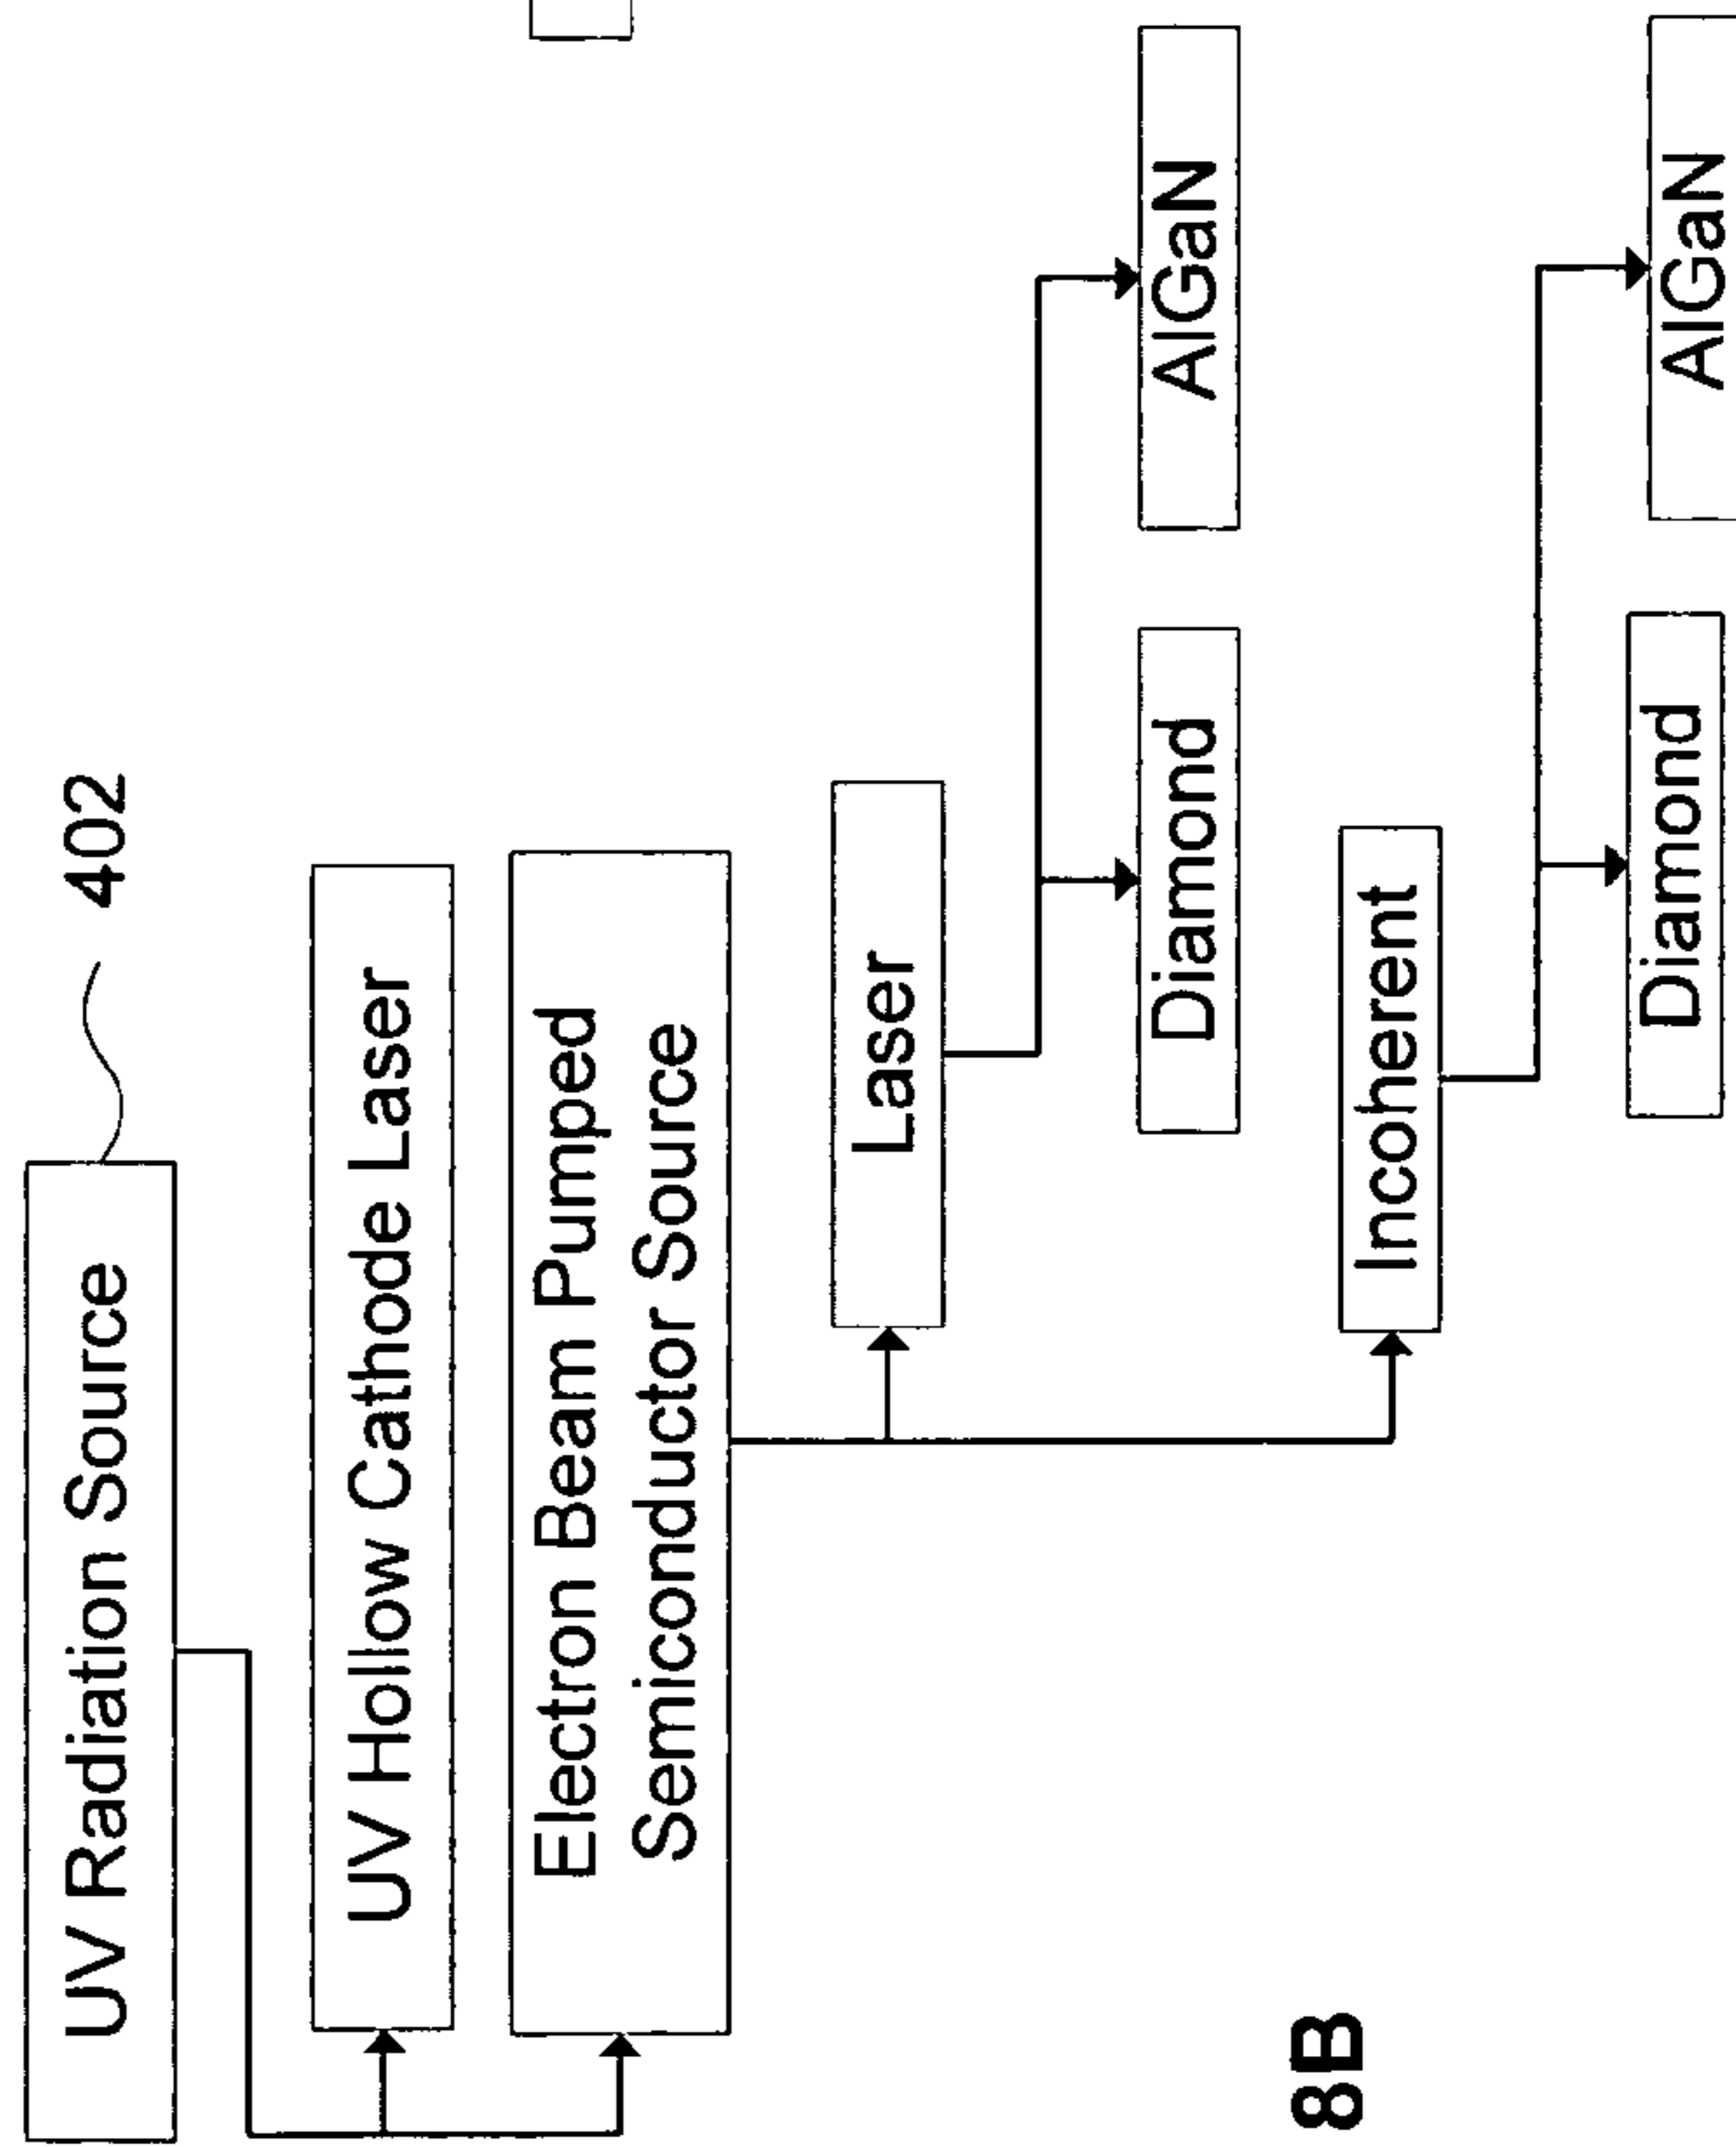 UV Radiation Source
402
UV Hollow Cathode Laser
Electron Beam Pumped
Semiconductor Source
Laser
Diamond
AlGaN
Incoherent
Diamond
AlGaN
8B